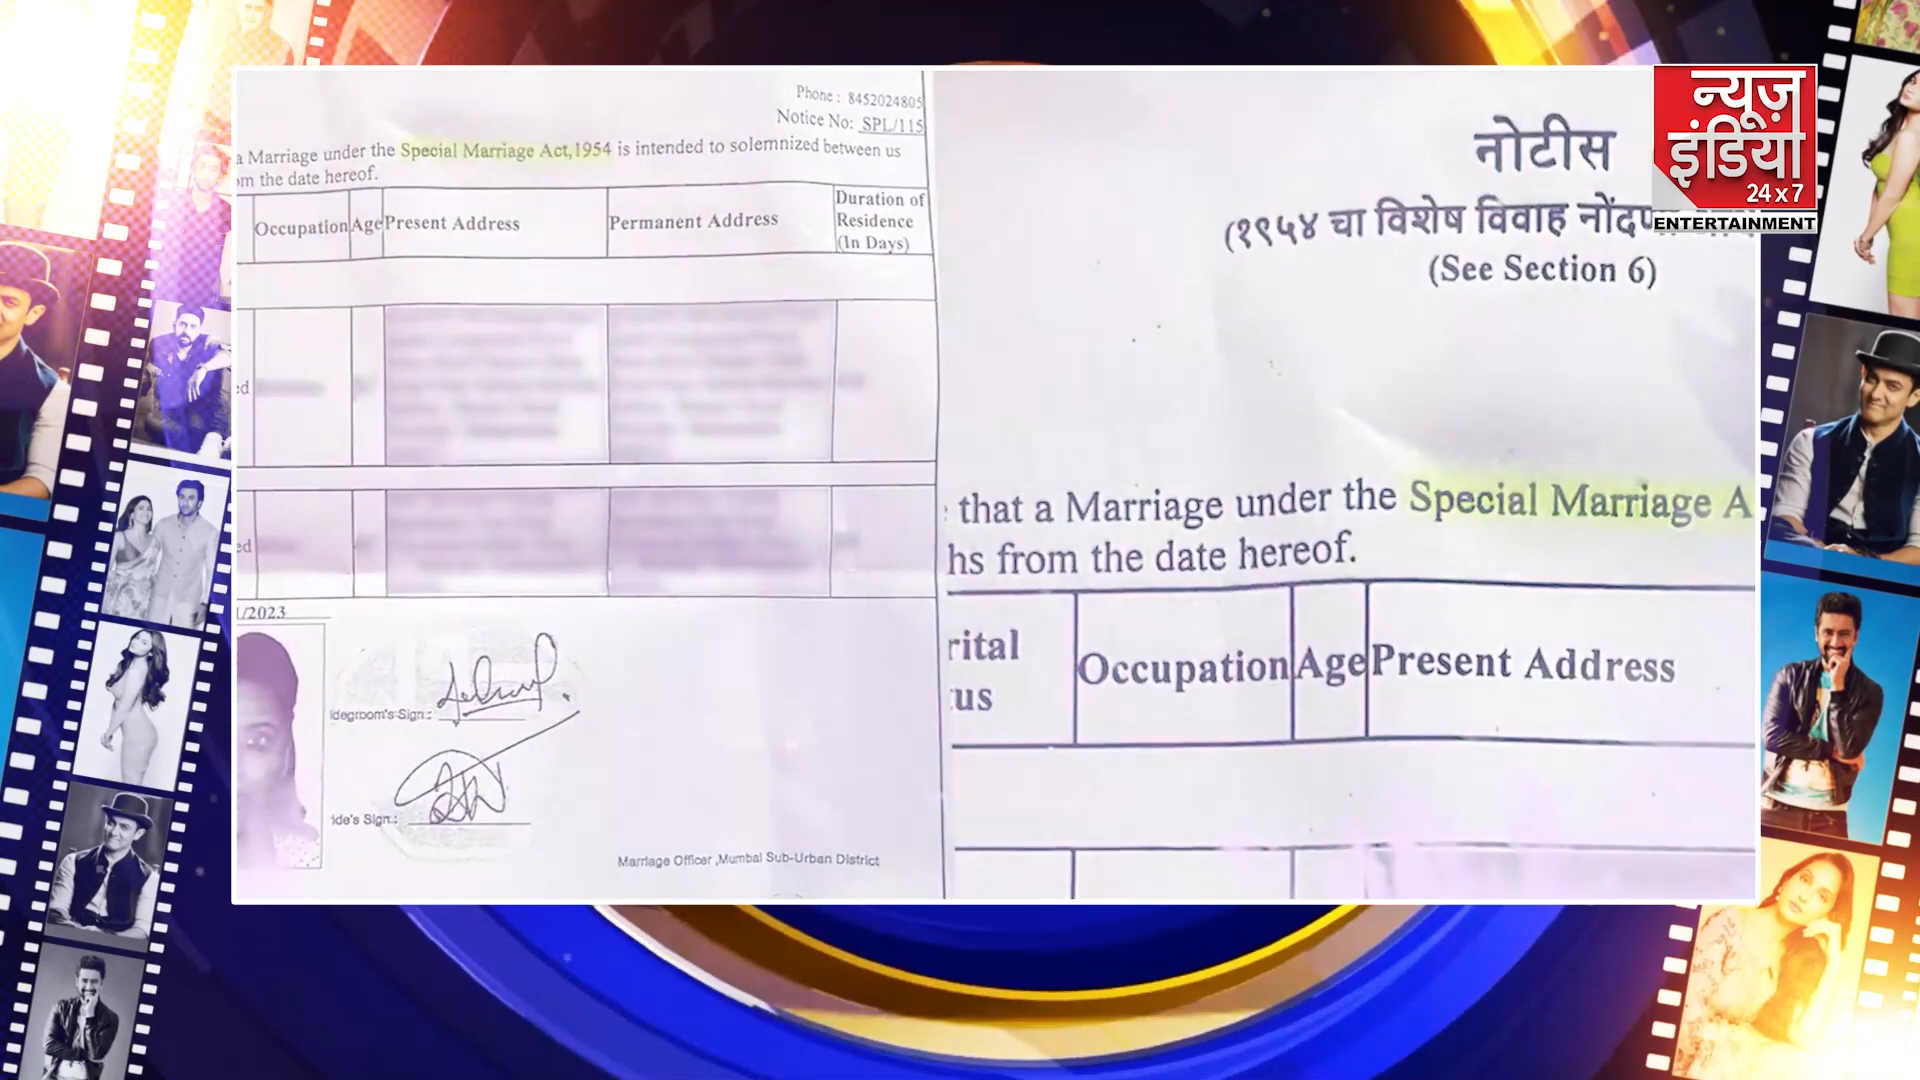 Phone : 8452024805
Notice No: SPL/115
a Marriage under the Special Marriage Act,1954 is intended to solemnized between us
om the date hereof.
Occupation Age Present Address Permanent Address Duration of Residence (In Days)
ed
ed
/2023
idegroom's Sign.:
ide's Sign.:
Marriage Officer ,Mumbai Sub-Urban District
नोटीस
(१९५४ चा विशेष विवाह
(See Section 6)
that a Marriage under the Special Marriage A
hs from the date hereof.
rital
us
Occupation Age Present Address
न्यूज़
इंडिया
24x7
ENTERTAINMENT